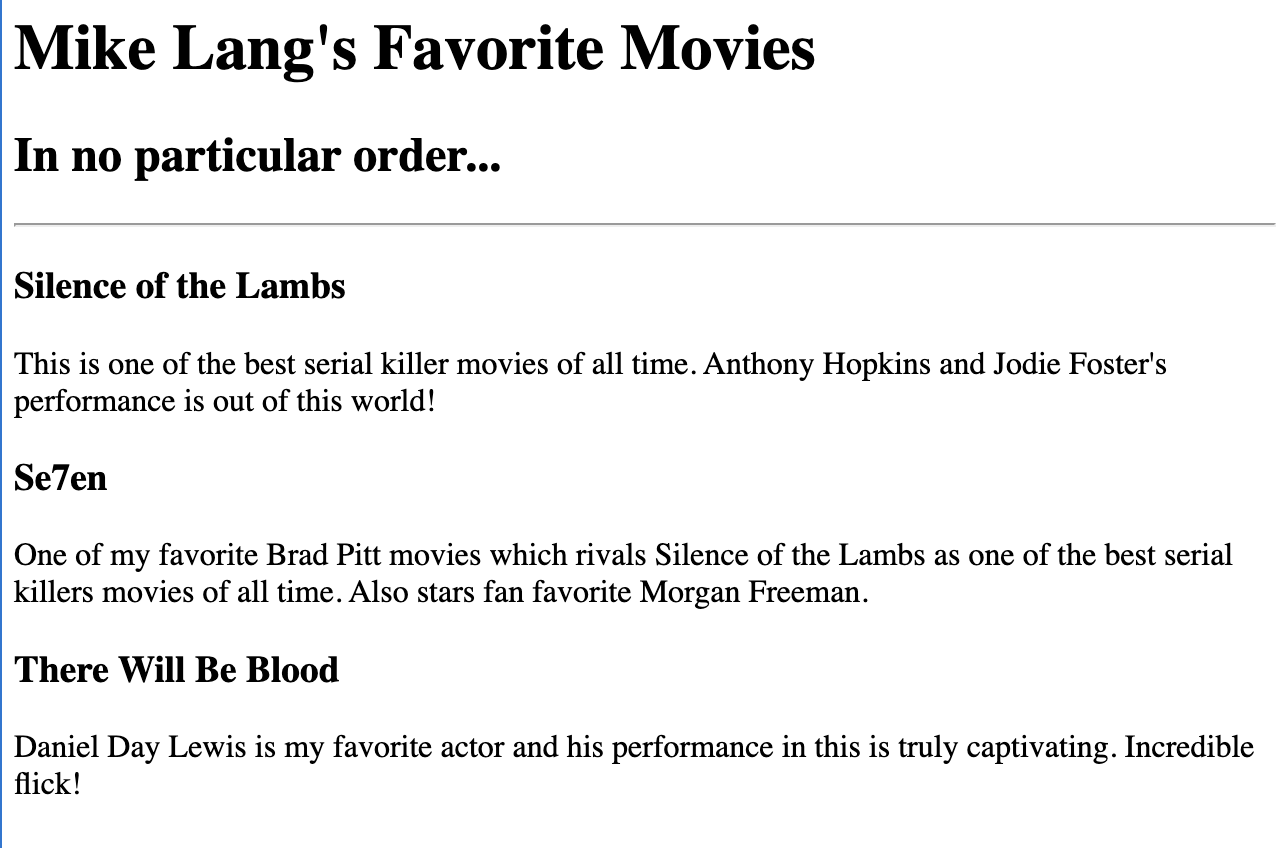 Mike Lang's Favorite Movies
In no particular order...
Silence of the Lambs
This is one of the best serial killer movies of all time. Anthony Hopkins and Jodie Foster's
performance is out of this world!
Se7en
One of my favorite Brad Pitt movies which rivals Silence of the Lambs as one of the best serial
killers movies of all time. Also stars fan favorite Morgan Freeman.
There Will Be Blood
Daniel Day Lewis is my favorite actor and his performance in this is truly captivating. Incredible
flick!